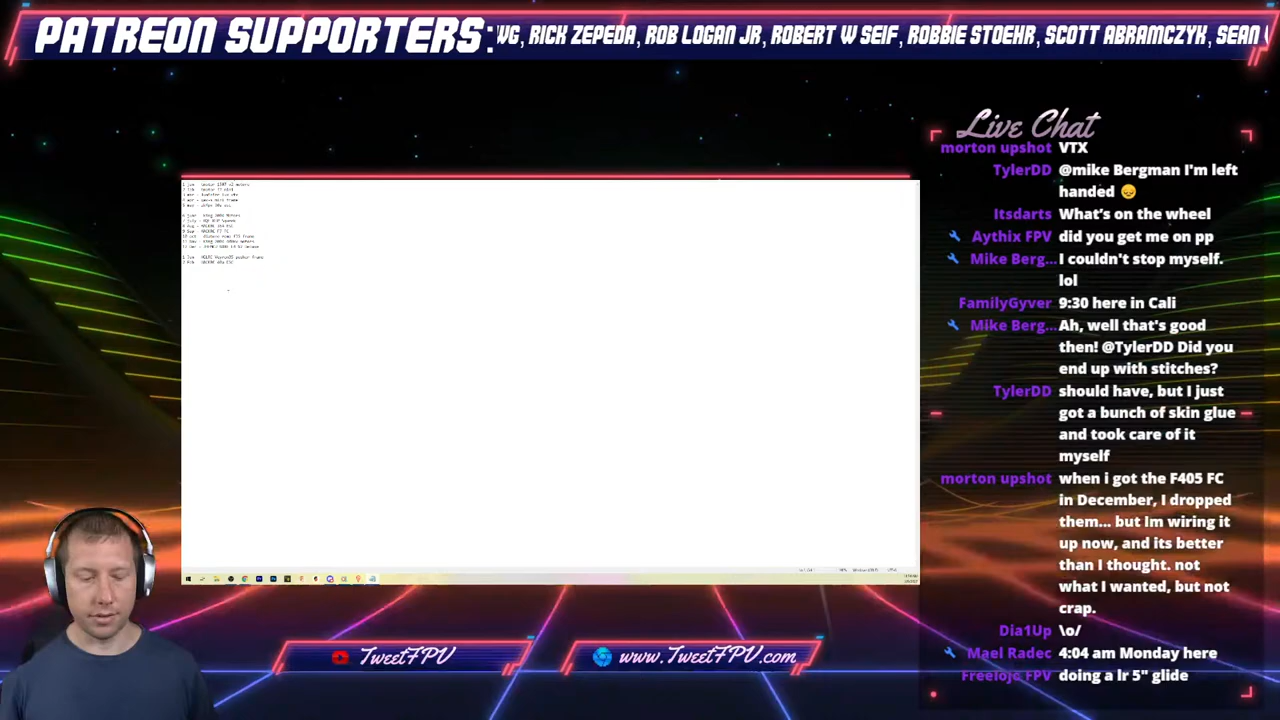 PATREON SUPPORTERS:
WG, RICK ZEPEDA, ROB LOGAN JR, ROBERT W SEIF, ROBBIE STOEHR, SCOTT ABRAMCZYK, SEAN
Live Chat
morton upshot VTX
TylerDD @mike Bergman I'm left
handed 😞
Itsdarts What's on the wheel
Aythix FPV did you get me on pp
Mike Berg... I couldn't stop myself.
lol
FamilyGyver 9:30 here in Cali
Mike Berg... Ah, well that's good
then! @TylerDD Did you
end up with stitches?
TylerDD should have, but I just
got a bunch of skin glue
and took care of it
myself
morton upshot when i got the F405 FC
in December, I dropped
them... but Im wiring it
up now, and its better
than I thought. not
what I wanted, but not
crap.
Dia1Up \o/
Mael Radec 4:04 am Monday here
Freelojc FPV doing a lr 5" glide
TweetFPV
www.TweetFPV.com